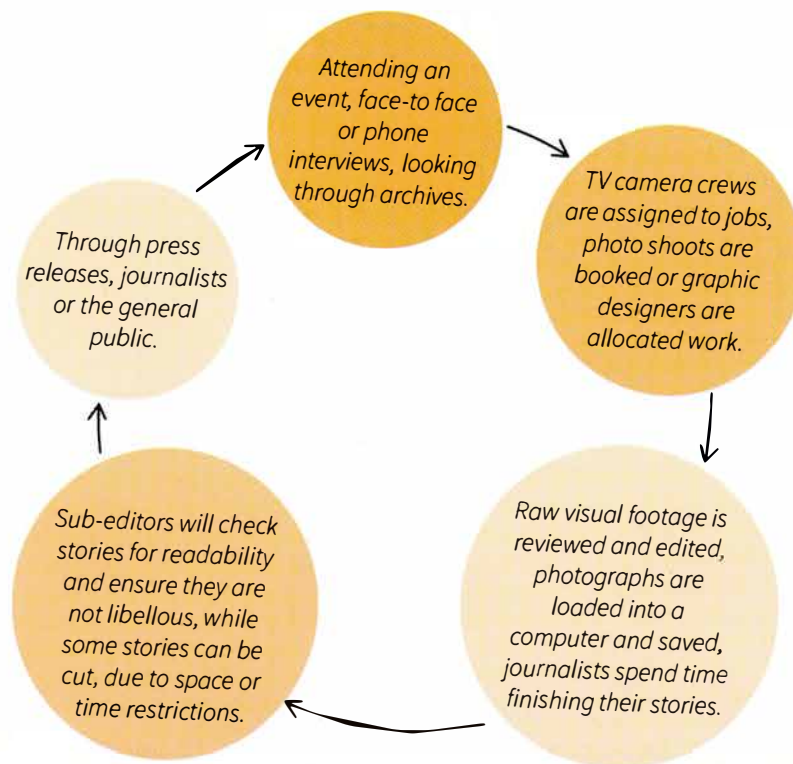 Attending an
event, face-to face
or phone
interviews, looking
through archives.
TV camera crews
are assigned to jobs,
photo shoots are
booked or graphic
designers are
allocated work.
Through press
releases, journalists
or the general
public.
Raw visual footage is
reviewed and edited,
photographs are
loaded into a
computer and saved,
journalists spend time
finishing their stories.
Sub-editors will check
stories for readability
and ensure they are
not libellous, while
some stories can be
cut, due to space or
time restrictions.